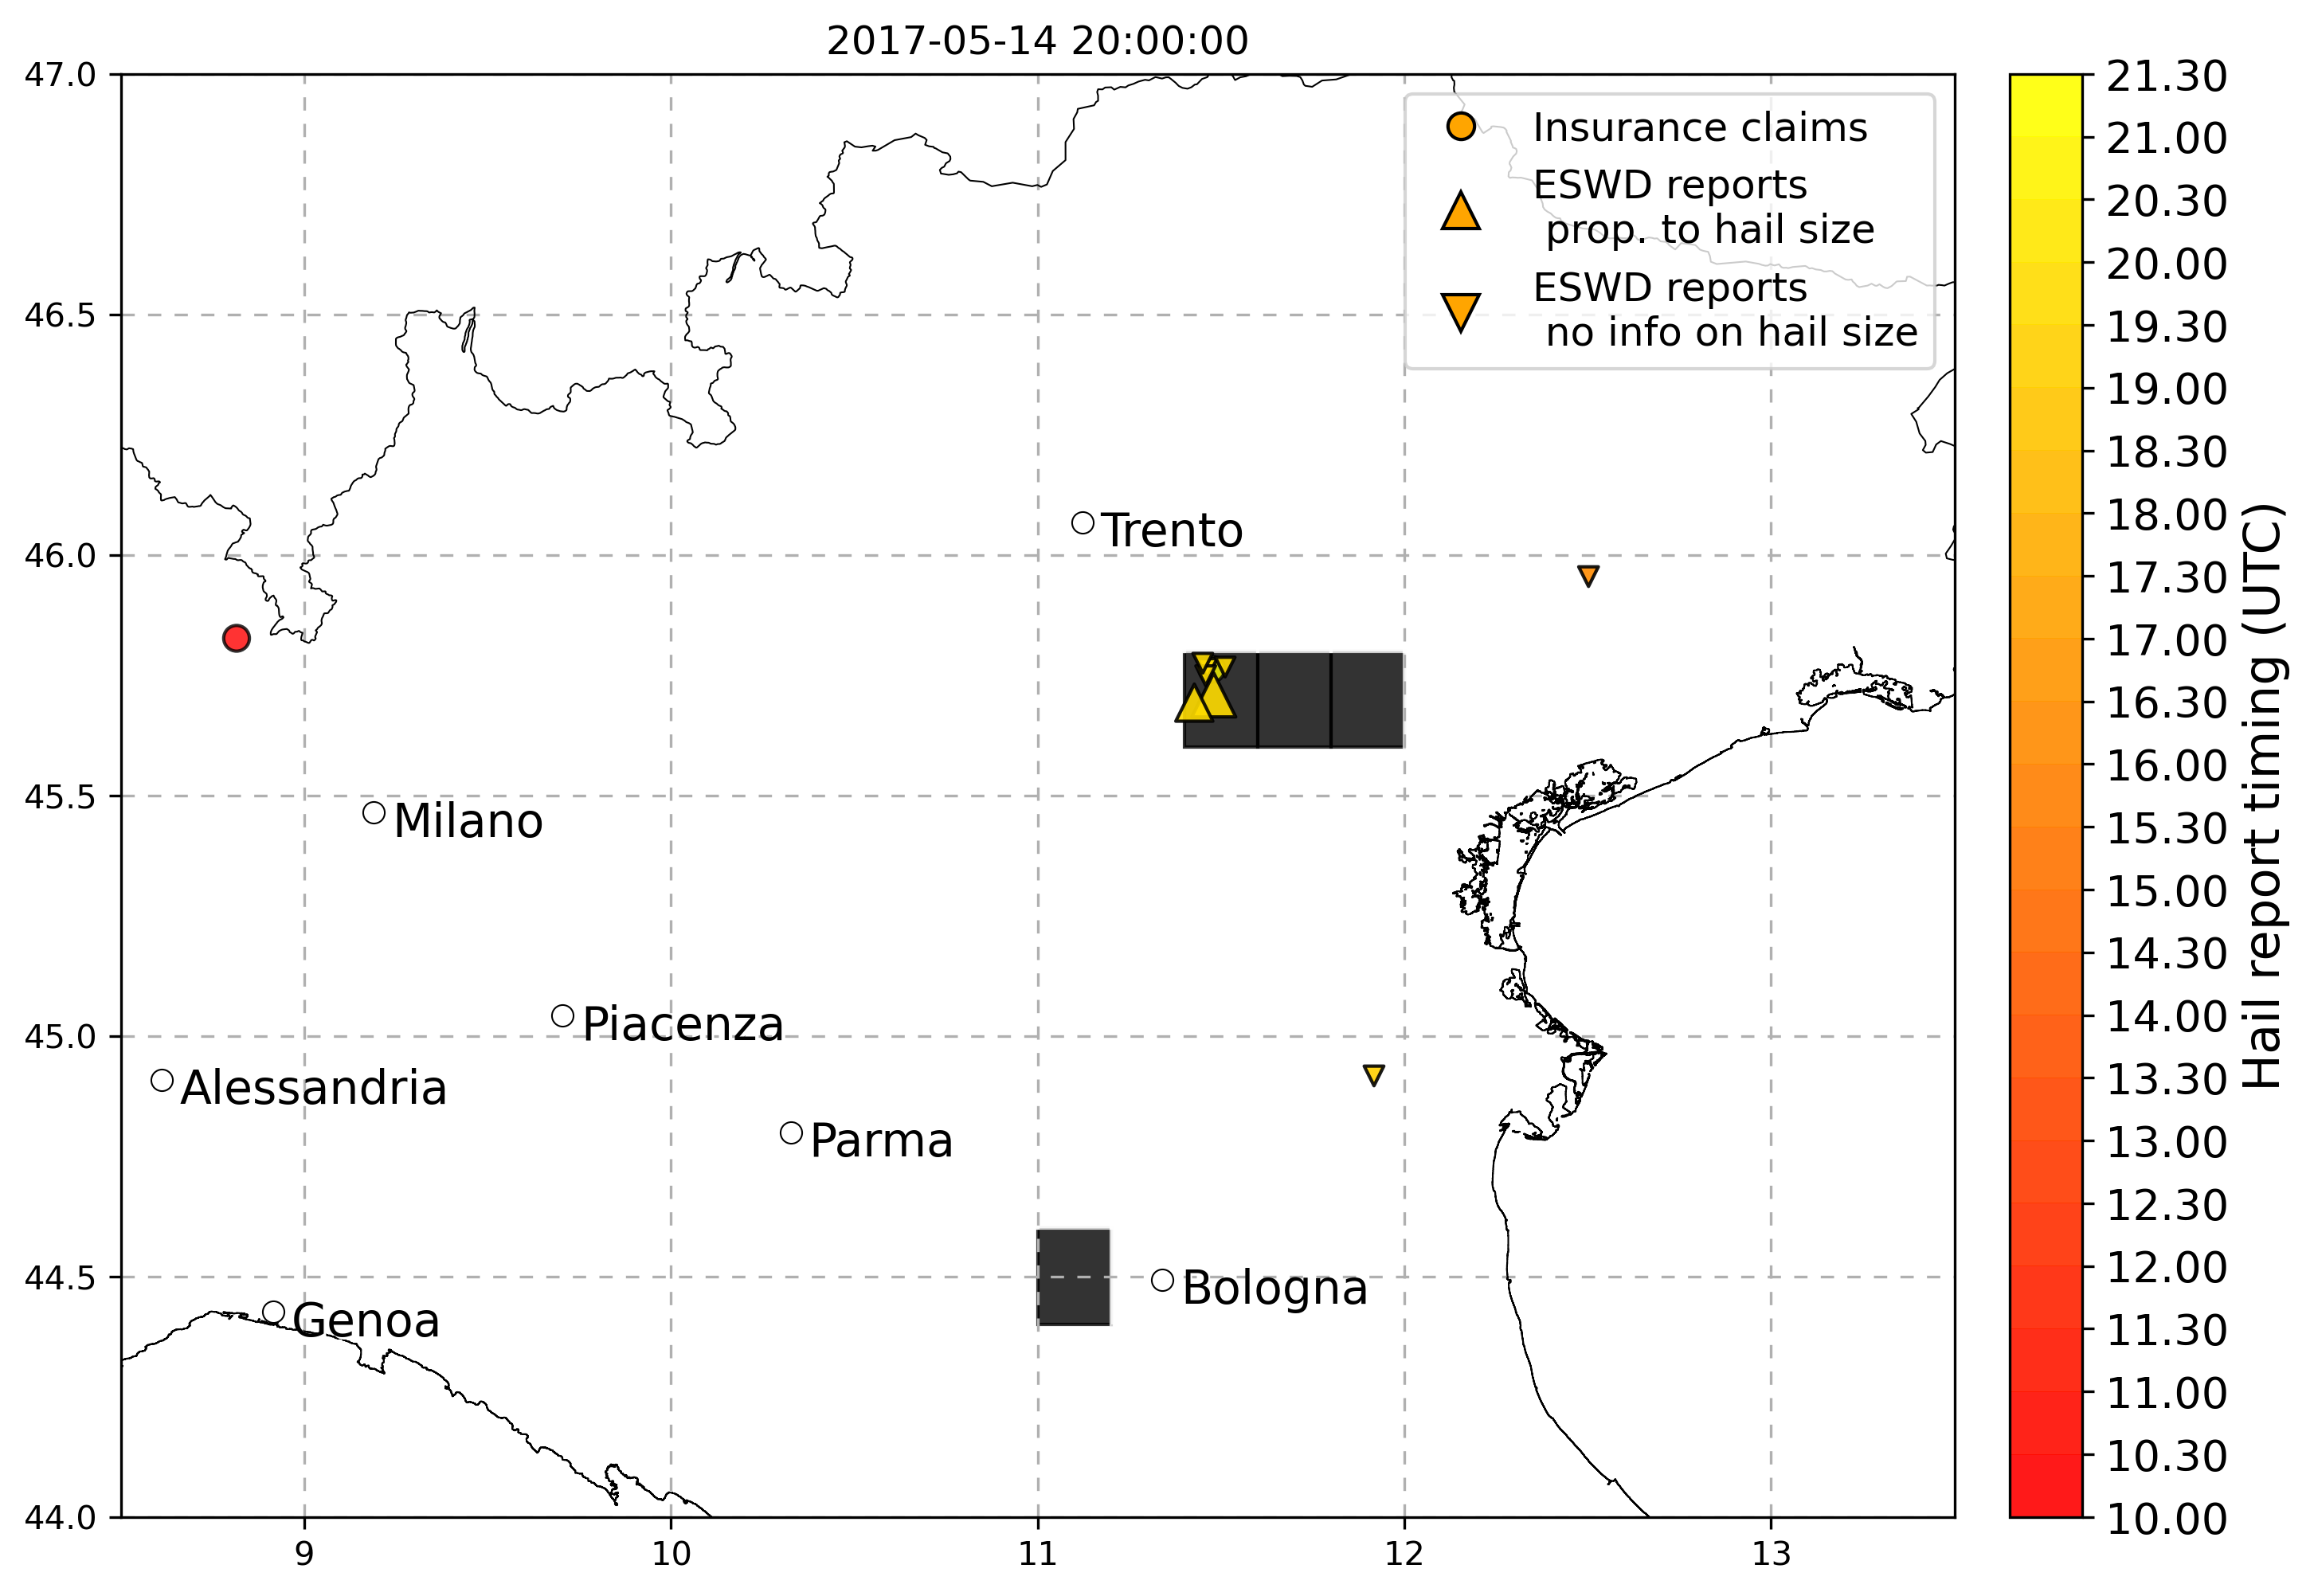 2017-05-14 20:00:00
47.0
46.5
46.0
45.5
45.0
44.5
44.0
9
10
11
12
13
Insurance claims
ESWD reports
prop. to hail size
ESWD reports
no info on hail size
Trento
Milano
Piacenza
Alessandria
Parma
Bologna
Genoa
21.30
21.00
20.30
20.00
19.30
19.00
18.30
18.00
17.30
17.00
16.30
16.00
15.30
15.00
14.30
14.00
13.30
13.00
12.30
12.00
11.30
11.00
10.30
10.00
Hail report timing (UTC)